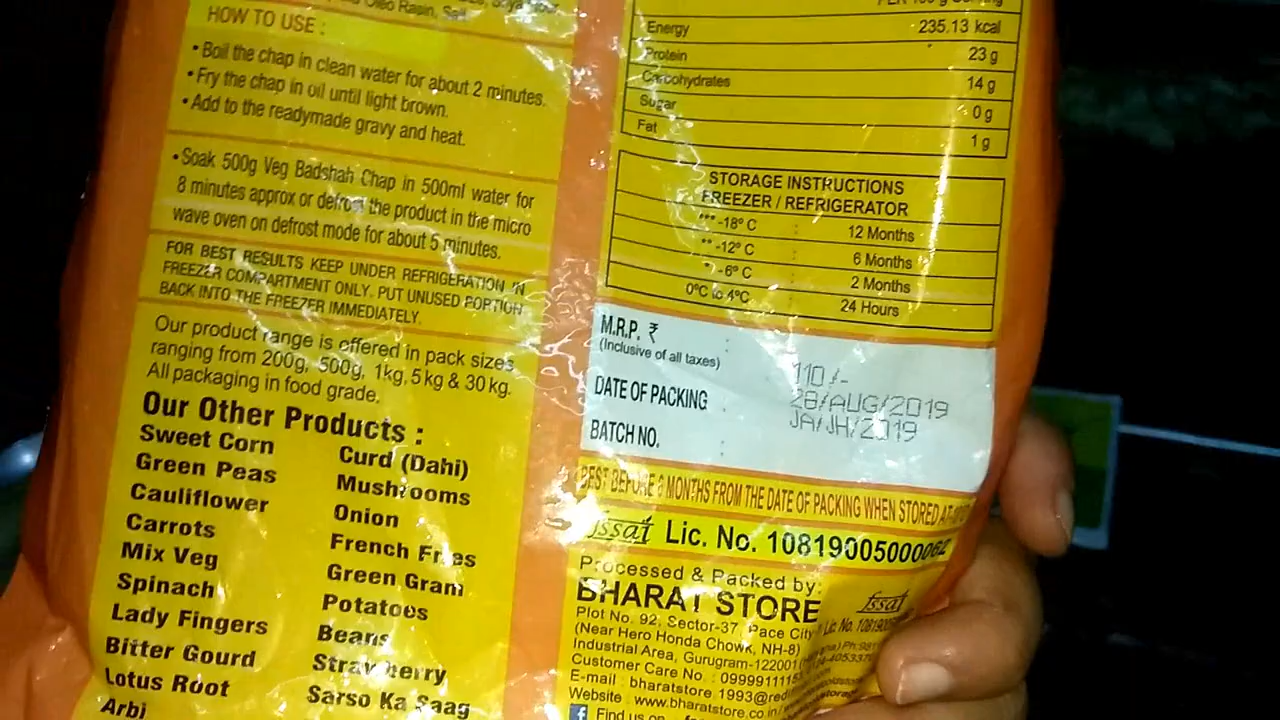 Oleo Rasin, Salt
HOW TO USE :
• Boil the chap in clean water for about 2 minutes.
• Fry the chap in oil until light brown.
• Add to the readymade gravy and heat.
• Soak 500g Veg Badshah Chap in 500ml water for
8 minutes approx or defrost the product in the micro
wave oven on defrost mode for about 5 minutes.
FOR BEST RESULTS KEEP UNDER REFRIGERATION IN
FREEZER COMPARTMENT ONLY. PUT UNUSED PORTION
BACK INTO THE FREEZER IMMEDIATELY.
Our product range is offered in pack sizes
ranging from 200g, 500g, 1kg, 5kg & 30kg.
All packaging in food grade.
Our Other Products :
Sweet Corn
Green Peas
Cauliflower
Carrots
Mix Veg
Spinach
Lady Fingers
Bitter Gourd
Lotus Root
Arbi
Curd (Dahi)
Mushrooms
Onion
French Fries
Green Gram
Potatoes
Beans
Strawberry
Sarso Ka Saag
Energy 235.13 kcal
Protein 23 g
Carbohydrates 14 g
Sugar 0 g
Fat 1 g
STORAGE INSTRUCTIONS
FREEZER / REFRIGERATOR
*** -18° C : 12 Months
** -12° C : 6 Months
* -6° C : 2 Months
0°C to 4°C : 24 Hours
M.R.P. ₹ : 110/-
(Inclusive of all taxes)
DATE OF PACKING : 28/AUG/2019
BATCH NO. : JA/JH/2019
BEST BEFORE MONTHS FROM THE DATE OF PACKING WHEN STORED AT
fssai Lic. No. 10819005000062
Processed & Packed by:
BHARAT STORE
Plot No. 92, Sector-37, Pace City
(Near Hero Honda Chowk, NH-8)
Industrial Area, Gurugram-122001
Customer Care No. : 0999911115
E-mail : bharatstore 1993@redi
Website : www.bharatstore.co.in
Find us on
fssai
Lic. No. 108190